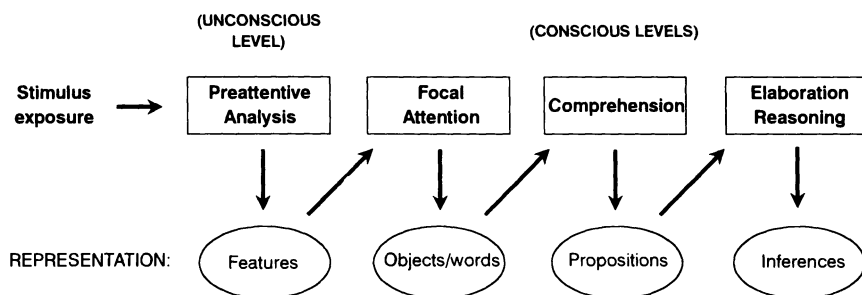 (UNCONSCIOUS
LEVEL)
(CONSCIOUS LEVELS)
Stimulus
exposure
Preattentive
Analysis
Focal
Attention
Comprehension
Elaboration
Reasoning
REPRESENTATION:
Features
Objects/words
Propositions
Inferences